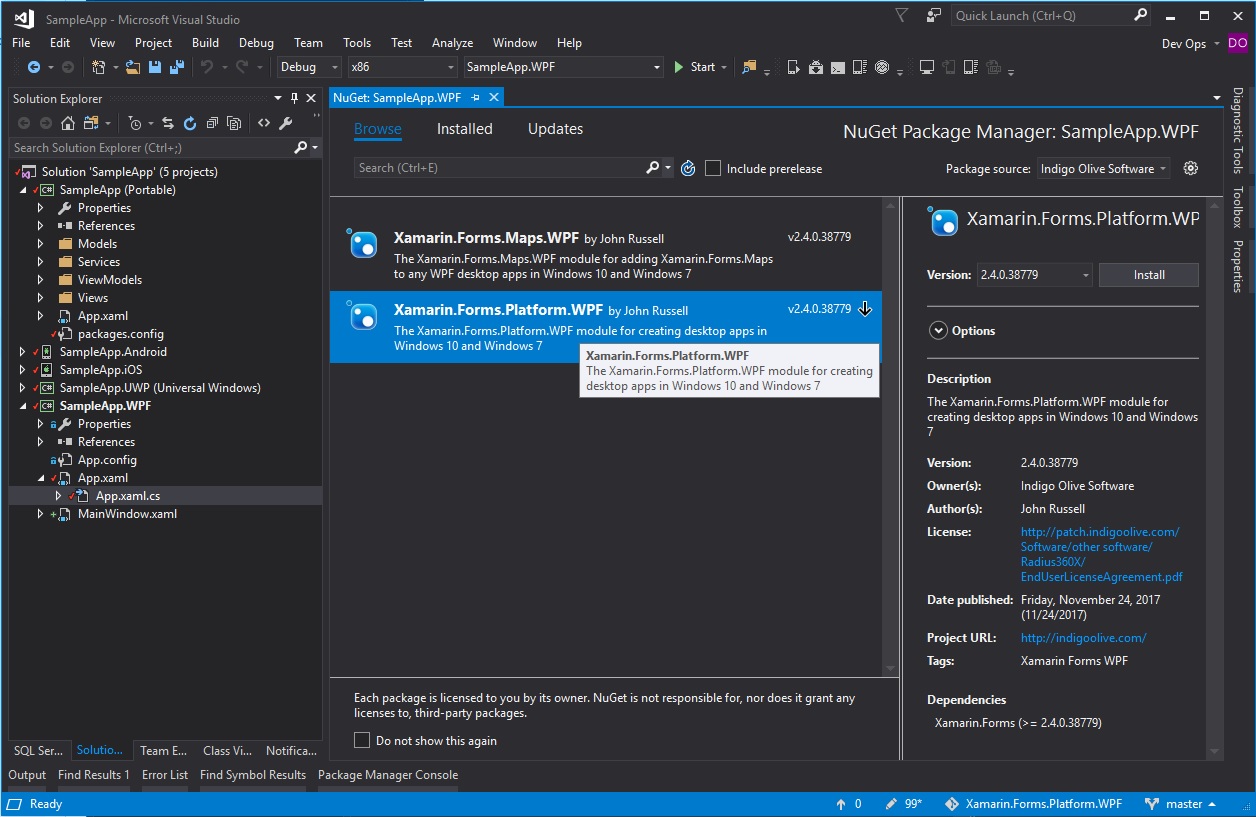 SampleApp - Microsoft Visual Studio
Quick Launch (Ctrl+Q)
File Edit View Project Build Debug Team Tools Test Analyze Window Help
Dev Ops DO
Debug x86 SampleApp.WPF Start
Solution Explorer
Search Solution Explorer (Ctrl+;)
Solution 'SampleApp' (5 projects)
C# SampleApp (Portable)
Properties
References
Models
Services
ViewModels
Views
App.xaml
packages.config
SampleApp.Android
SampleApp.iOS
C# SampleApp.UWP (Universal Windows)
C# SampleApp.WPF
Properties
References
App.config
App.xaml
App.xaml.cs
MainWindow.xaml
SQL Ser... Solutio... Team E... Class Vi... Notifica...
NuGet: SampleApp.WPF
Browse Installed Updates
NuGet Package Manager: SampleApp.WPF
Search (Ctrl+E)
Include prerelease
Package source: Indigo Olive Software
Xamarin.Forms.Maps.WPF by John Russell v2.4.0.38779
The Xamarin.Forms.Maps.WPF module for adding Xamarin.Forms.Maps
to any WPF desktop apps in Windows 10 and Windows 7
Xamarin.Forms.Platform.WPF by John Russell v2.4.0.38779
The Xamarin.Forms.Platform.WPF module for creating desktop apps in
Windows 10 and Windows 7
Xamarin.Forms.Platform.WPF
The Xamarin.Forms.Platform.WPF module for creating
desktop apps in Windows 10 and Windows 7
Each package is licensed to you by its owner. NuGet is not responsible for, nor does it grant any
licenses to, third-party packages.
Do not show this again
Xamarin.Forms.Platform.WP
Version: 2.4.0.38779 Install
Options
Description
The Xamarin.Forms.Platform.WPF module for
creating desktop apps in Windows 10 and Windows
7
Version: 2.4.0.38779
Owner(s): Indigo Olive Software
Author(s): John Russell
License: http://patch.indigoolive.com/
Software/other software/
Radius360X/
EndUserLicenseAgreement.pdf
Date published: Friday, November 24, 2017
(11/24/2017)
Project URL: http://indigoolive.com/
Tags: Xamarin Forms WPF
Dependencies
Xamarin.Forms (>= 2.4.0.38779)
Diagnostic Tools
Toolbox
Properties
Output Find Results 1 Error List Find Symbol Results Package Manager Console
Ready 0 99* Xamarin.Forms.Platform.WPF master